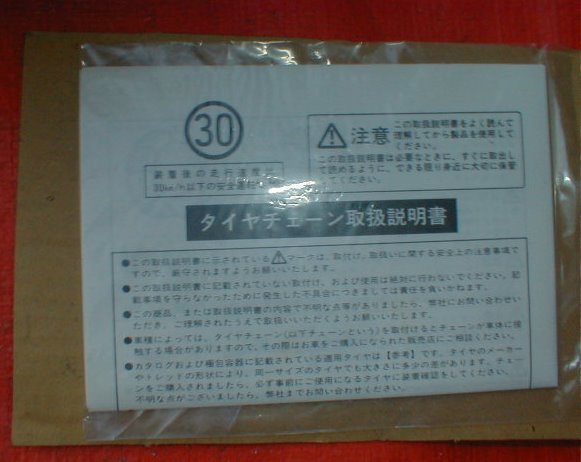 30
装着後の走行速度は
30km/h以下の安全運転
⚠注意
この取扱説明書をよく読んで
理解してから製品を使用して
ください。
この取扱説明書は必要なときに、すぐに取出し
て読めるように、できる限り身近に大切に保管
してください。
タイヤチェーン取扱説明書
●この取扱説明書に示されている⚠マークは、取付け、取扱いに関する安全上の注意事項で
すので、厳守されますようお願いいたします。
●この取扱説明書に記載されていない取付け、および使用は絶対に行わないでください。記
載事項を守らなかったために発生した不具合につきましては責任を負いかねます。
●この商品、または取扱説明書の内容で不明な点等がありましたら、弊社にお問い合わせい
ただき、ご理解されたうえで取扱いいただくようお願いいたします。
●車種によっては、タイヤチェーン(以下チェーンという)を取付けるとチェーンが車体に接
触する場合がありますので、その際はお車をご購入になられた販売店にご相談ください。
●カタログおよび梱包容器に記載されている適用タイヤは【参考】です。タイヤのメーカー
やトレッドの形状により、同一サイズのタイヤでも大きさに多少の差があります。チェー
ンをご購入されましたら、必ず事前にご使用になるタイヤに装着確認をしてください。
不明な点がございましたら、弊社までお問い合わせください。